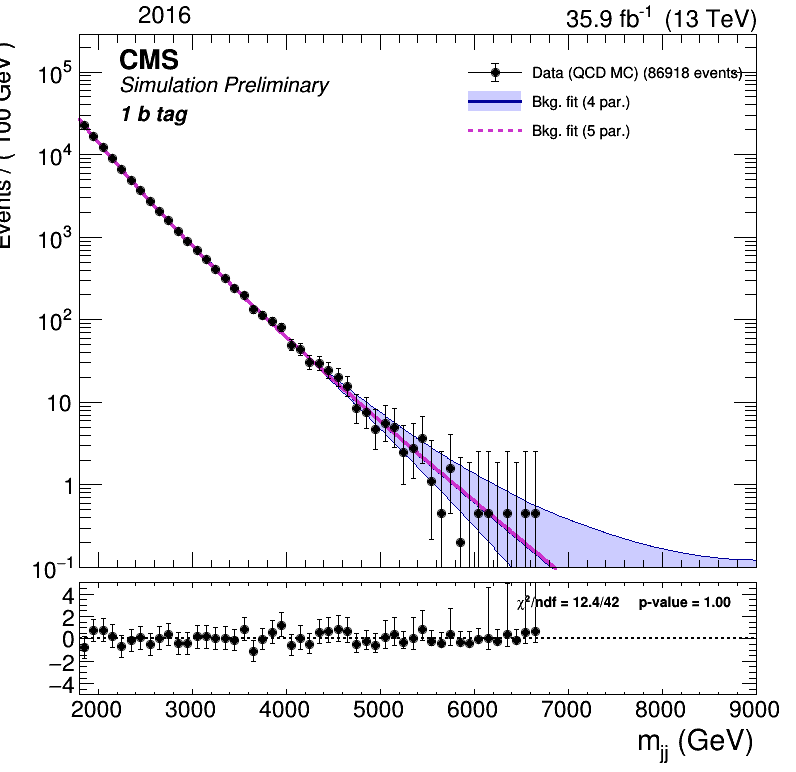 2016
35.9 fb⁻¹ (13 TeV)
CMS
Simulation Preliminary
1 b tag
Data (QCD MC) (86918 events)
Bkg. fit (4 par.)
Bkg. fit (5 par.)
Events / ( 100 GeV )
10⁵
10⁴
10³
10²
10
1
10⁻¹
χ²/ndf = 12.4/42 p-value = 1.00
4
2
0
−2
−4
2000 3000 4000 5000 6000 7000 8000 9000
m_jj (GeV)